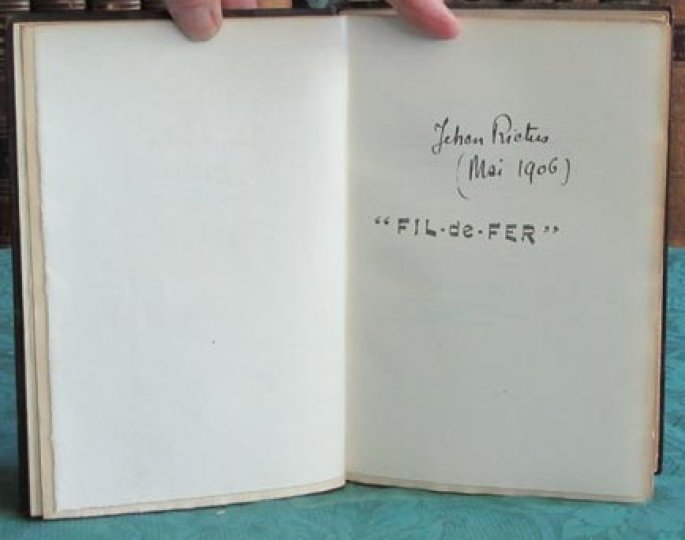 Jehan Rictus
(Mai 1906)
“FIL-de-FER”